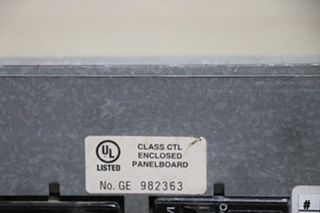 UL
LISTED
CLASS CTL
ENCLOSED
PANELBOARD
No. GE 982363
#